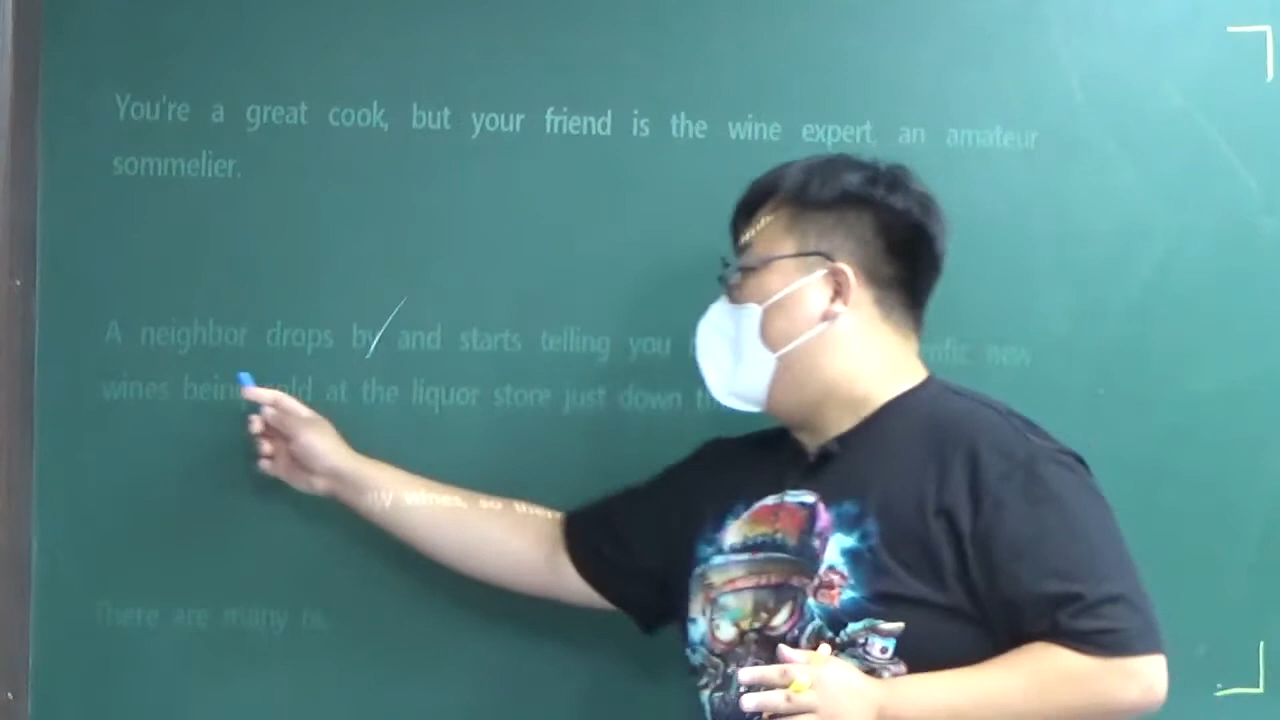 You're a great cook, but your friend is the wine expert, an amateur
sommelier.
A neighbor drops by and starts telling you new
wines being sold at the liquor store just down
wines, so
There are many